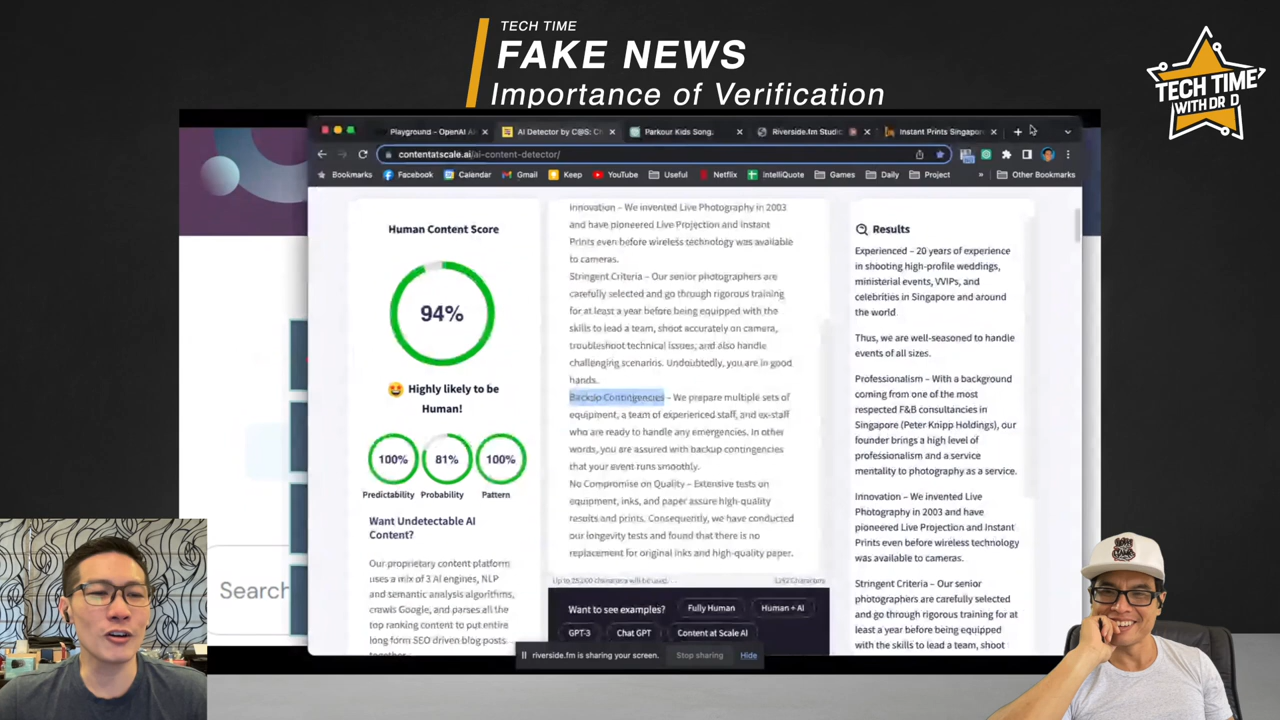 TECH TIME
FAKE NEWS
Importance of Verification
TECH TIME
WITH DR D
Playground - OpenAI A
AI Detector by C@S: C
Parkour Kids Song.
Riverside.fm Studi
Instant Prints Singapor
contentatscale.ai/ai-content-detector/
Bookmarks
Facebook
Calendar
Gmail
Keep
YouTube
Useful
Netflix
IntelliQuote
Games
Daily
Project
Other Bookmarks
Human Content Score
94%
Highly likely to be
Human!
100%
81%
100%
Predictability
Probability
Pattern
Want Undetectable AI
Content?
Our proprietary content platform
uses a mix of 3 AI engines, NLP
and semantic analysis algorithms,
crawls Google, and parses all the
top ranking content to put entire
long form SEO driven blog posts
together.
Innovation – We invented Live Photography in 2003
and have pioneered Live Projection and Instant
Prints even before wireless technology was available
to cameras.
Stringent Criteria – Our senior photographers are
carefully selected and go through rigorous training
for at least a year before being equipped with the
skills to lead a team, shoot accurately on camera,
troubleshoot technical issues, and also handle
challenging scenarios. Undoubtedly, you are in good
hands.
Backup Contingencies – We prepare multiple sets of
equipment, a team of experienced staff, and ex-staff
who are ready to handle any emergencies. In other
words, you are assured with backup contingencies
that your event runs smoothly.
No Compromise on Quality – Extensive tests on
equipment, inks, and paper assure high-quality
results and prints. Consequently, we have conducted
our longevity tests and found that there is no
replacement for original inks and high-quality paper.
Up to 25,000 characters will be used.
Characters
Want to see examples?
Fully Human
Human + AI
GPT-3
Chat GPT
Content at Scale AI
Results
Experienced – 20 years of experience
in shooting high-profile weddings,
ministerial events, VVIPs, and
celebrities in Singapore and around
the world
Thus, we are well-seasoned to handle
events of all sizes.
Professionalism – With a background
coming from one of the most
respected F&B consultancies in
Singapore (Peter Knipp Holdings), our
founder brings a high level of
professionalism and a service
mentality to photography as a service.
Innovation – We invented Live
Photography in 2003 and have
pioneered Live Projection and Instant
Prints even before wireless technology
was available to cameras.
Stringent Criteria – Our senior
photographers are carefully selected
and go through rigorous training for at
least a year before being equipped
with the skills to lead a team, shoot
riverside.fm is sharing your screen.
Stop sharing
Hide
Search